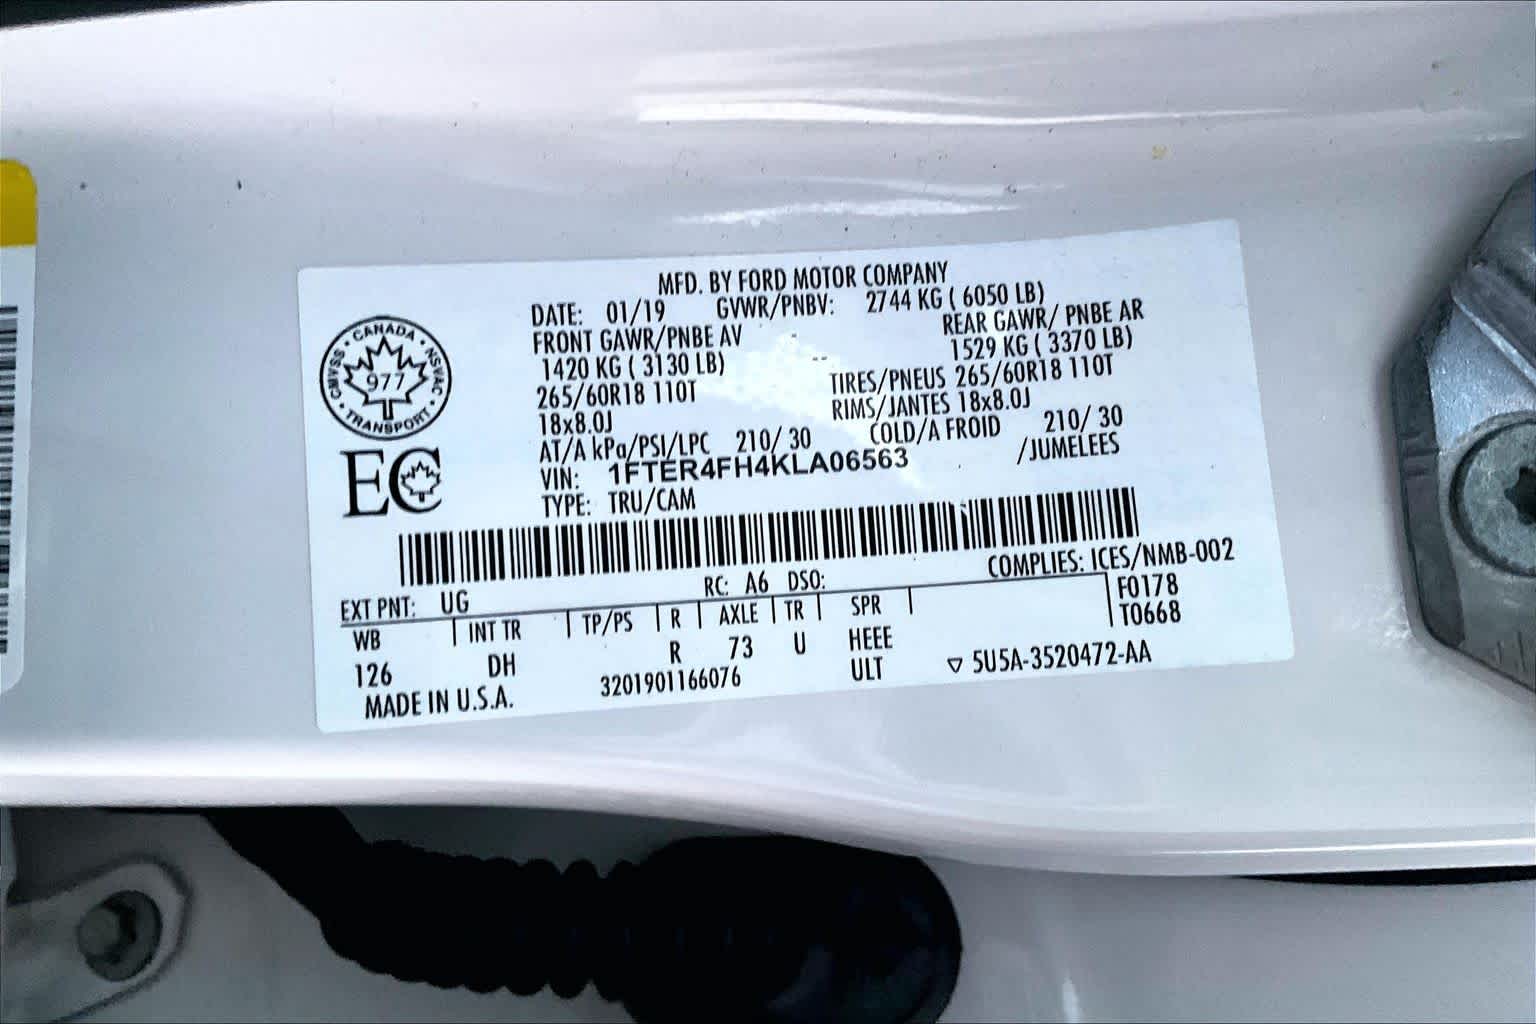 MFD. BY FORD MOTOR COMPANY
DATE: 01/19 GVWR/PNBV: 2744 KG ( 6050 LB)
FRONT GAWR/PNBE AV REAR GAWR/ PNBE AR
1420 KG ( 3130 LB) 1529 KG ( 3370 LB)
265/60R18 110T TIRES/PNEUS 265/60R18 110T
18x8.0J RIMS/JANTES 18x8.0J
AT/A kPa/PSI/LPC 210/ 30 COLD/A FROID 210/ 30
VIN: 1FTER4FH4KLA06563 /JUMELEES
TYPE: TRU/CAM
CANADA
CMVSS 977 NSVAC
TRANSPORT
EC
COMPLIES: ICES/NMB-002
EXT PNT: UG RC: A6 DSO: F0178
WB INT TR TP/PS R AXLE TR SPR T0668
126 DH R 73 U HEEE
ULT ▽ 5U5A-3520472-AA
MADE IN U.S.A. 3201901166076